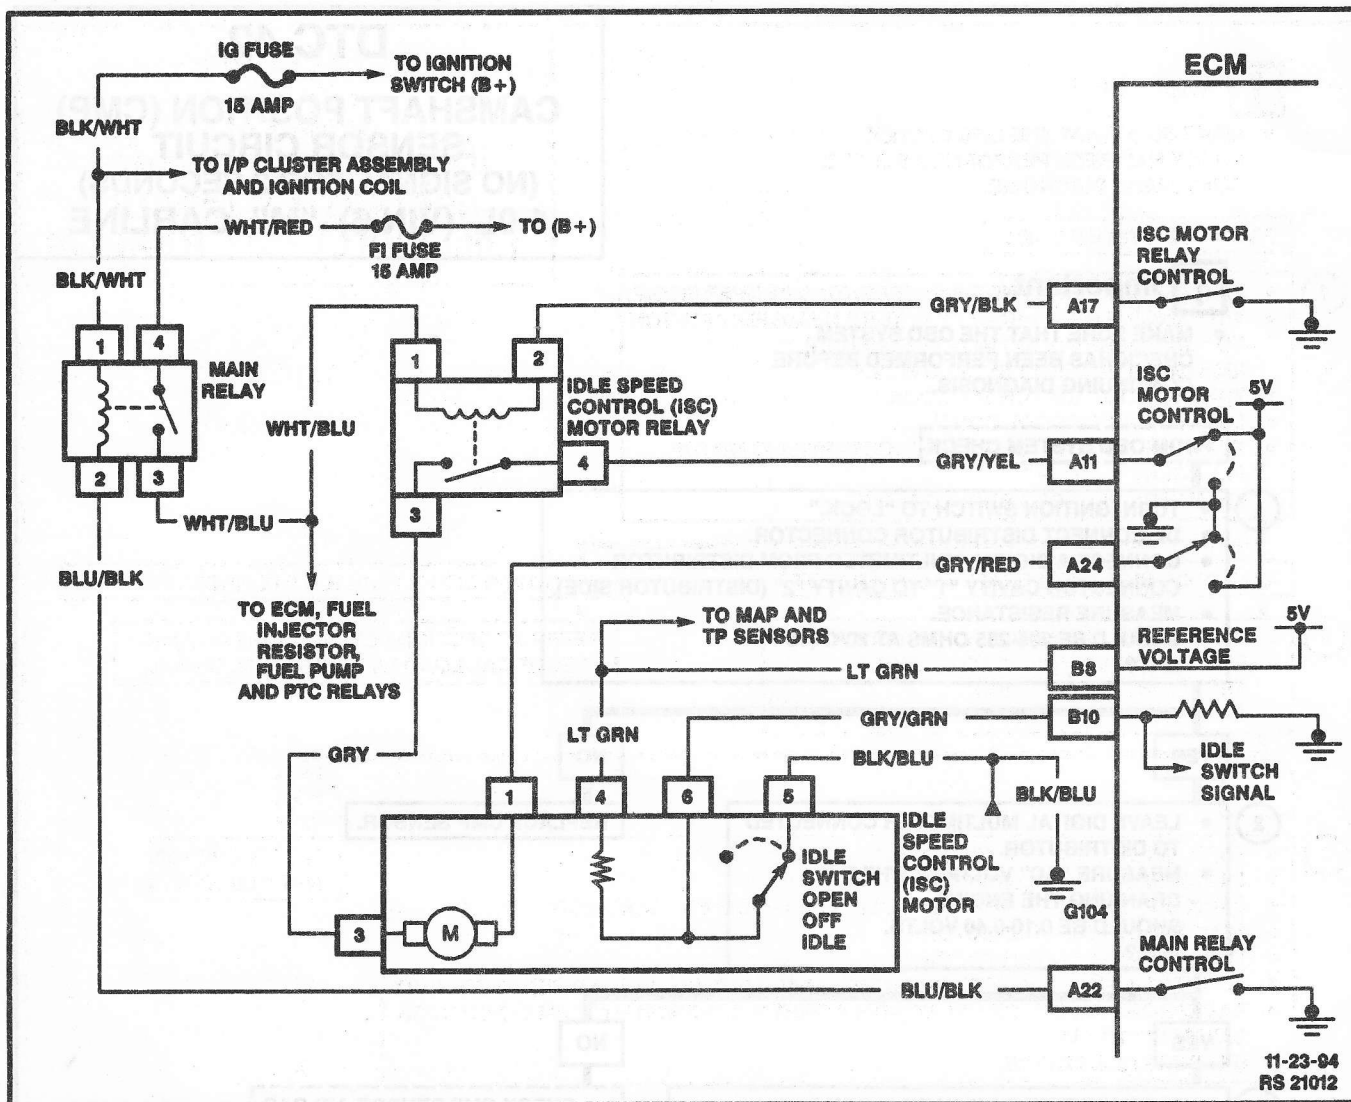 IG FUSE
15 AMP
TO IGNITION
SWITCH (B+)
ECM
BLK/WHT
TO I/P CLUSTER ASSEMBLY
AND IGNITION COIL
WHT/RED
FI FUSE
15 AMP
TO (B+)
BLK/WHT
1
4
MAIN
RELAY
2
3
WHT/BLU
WHT/BLU
BLU/BLK
TO ECM, FUEL
INJECTOR
RESISTOR,
FUEL PUMP
AND PTC RELAYS
1
2
IDLE SPEED
CONTROL (ISC)
MOTOR RELAY
4
3
GRY/BLK
A17
ISC MOTOR
RELAY
CONTROL
ISC
MOTOR
CONTROL
5V
GRY/YEL
A11
GRY/RED
A24
TO MAP AND
TP SENSORS
LT GRN
B8
REFERENCE
VOLTAGE
5V
GRY/GRN
B10
IDLE
SWITCH
SIGNAL
LT GRN
GRY
BLK/BLU
BLK/BLU
1
4
6
5
3
M
IDLE
SWITCH
OPEN
OFF
IDLE
IDLE
SPEED
CONTROL
(ISC)
MOTOR
G104
MAIN RELAY
CONTROL
BLU/BLK
A22
11-23-94
RS 21012